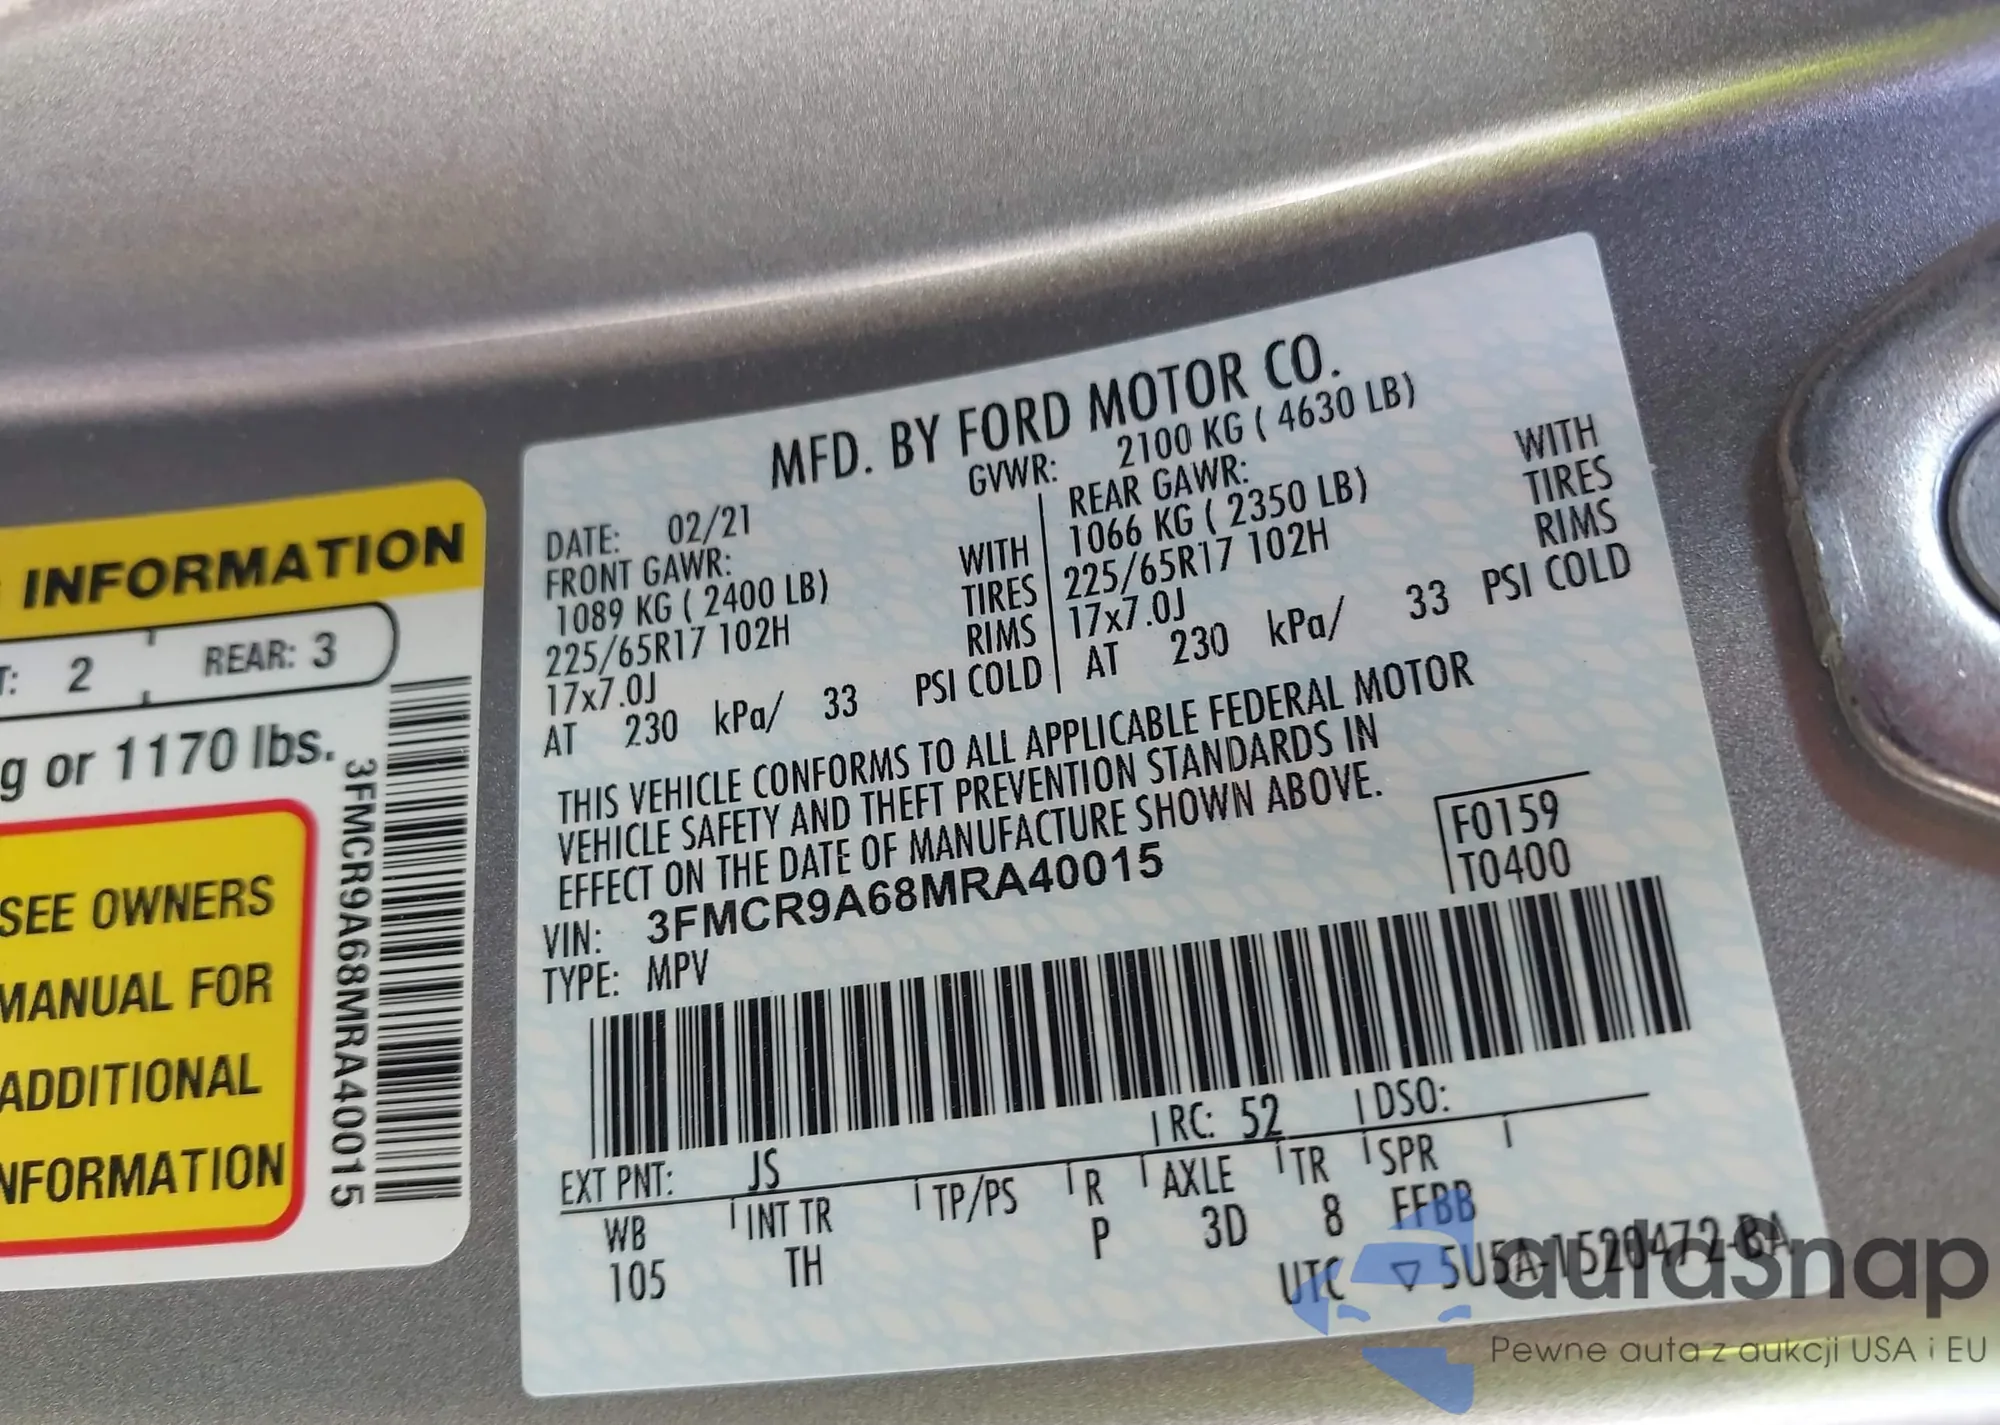 INFORMATION
2 REAR: 3
or 1170 lbs.
SEE OWNERS
MANUAL FOR
ADDITIONAL
INFORMATION
3FMCR9A68MRA40015
MFD. BY FORD MOTOR CO.
GVWR: 2100 KG ( 4630 LB)
DATE: 02/21
FRONT GAWR:
1089 KG ( 2400 LB) WITH
225/65R17 102H TIRES
17x7.0J RIMS
AT 230 kPa/ 33 PSI COLD
REAR GAWR:
1066 KG ( 2350 LB) WITH
225/65R17 102H TIRES
17x7.0J RIMS
AT 230 kPa/ 33 PSI COLD
THIS VEHICLE CONFORMS TO ALL APPLICABLE FEDERAL MOTOR
VEHICLE SAFETY AND THEFT PREVENTION STANDARDS IN
EFFECT ON THE DATE OF MANUFACTURE SHOWN ABOVE.
F0159
T0400
VIN: 3FMCR9A68MRA40015
TYPE: MPV
EXT PNT: JS RC: 52 DSO:
WB INT TR TP/PS R AXLE TR SPR
105 TH P 3D 8 FFBB
UTC ▽ 5U5A-1520472-BA
autasnap
Pewne auta z aukcji USA i EU